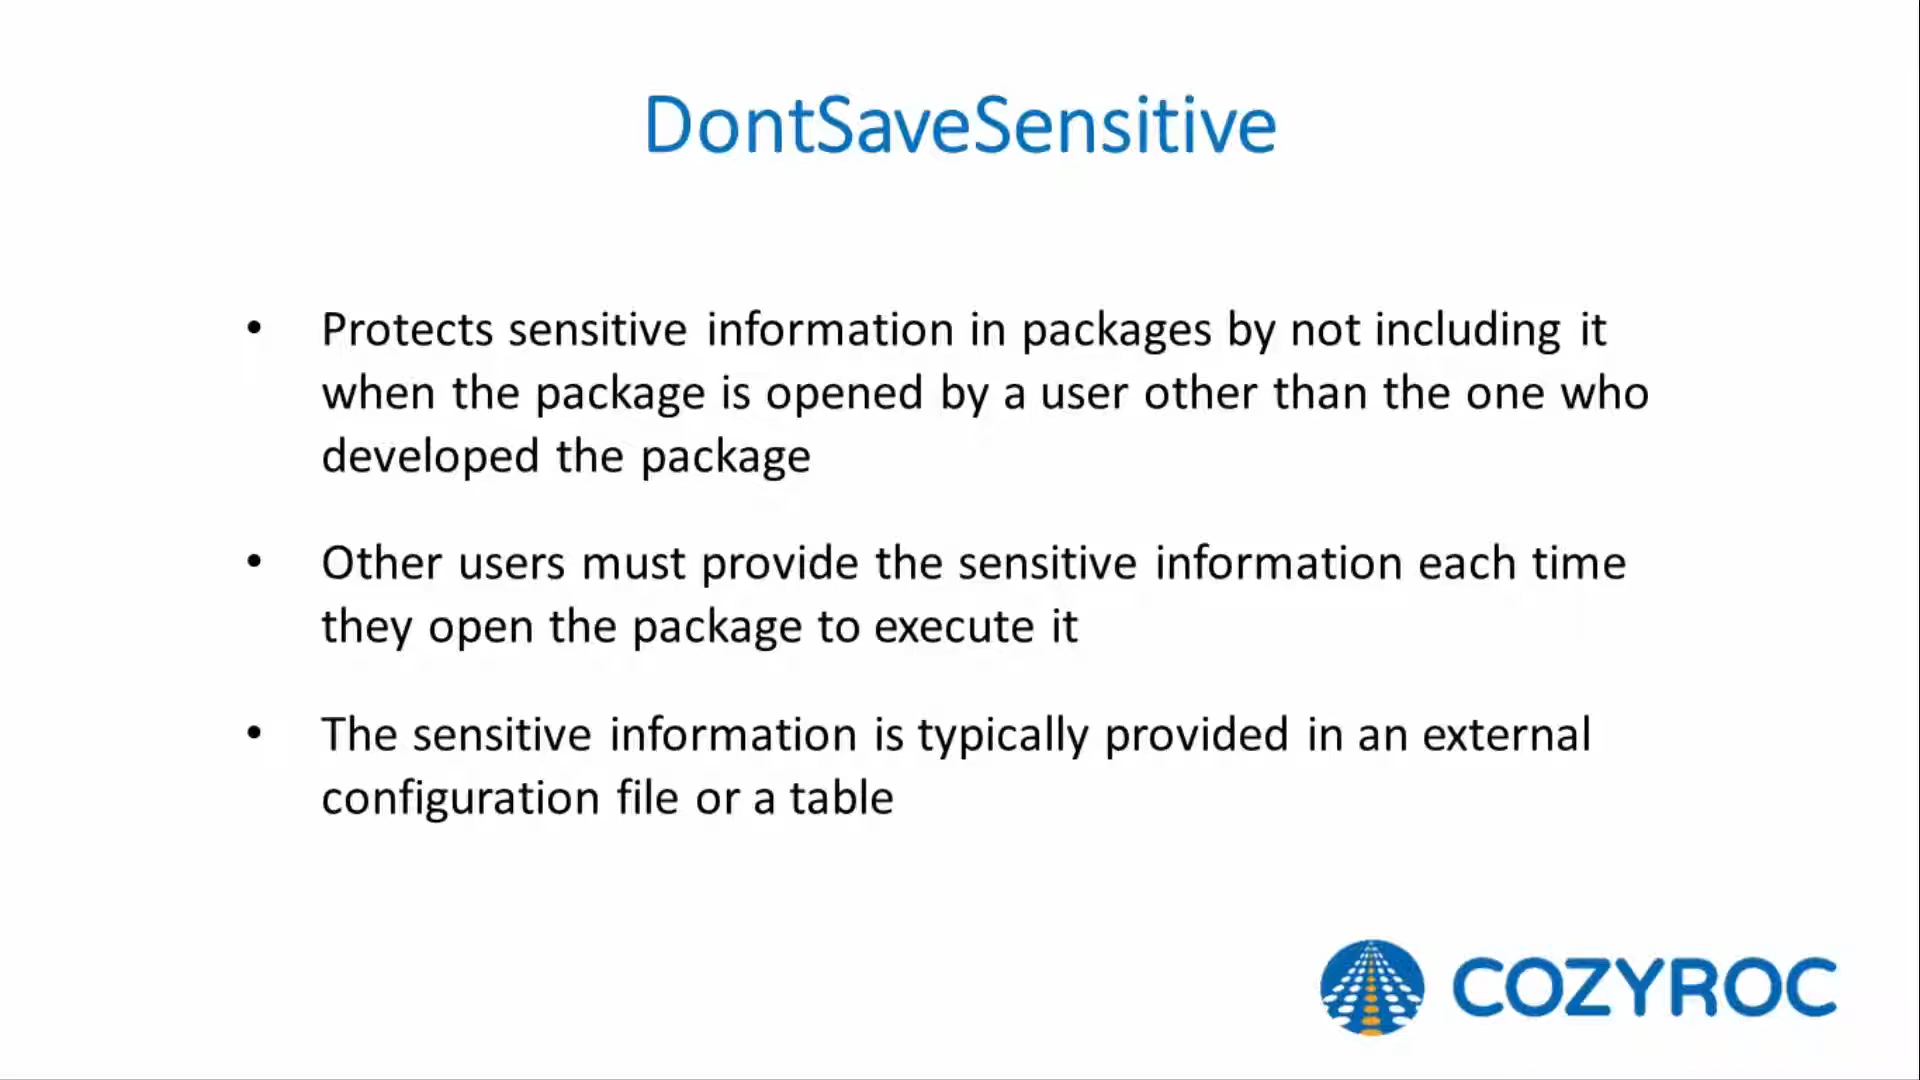 DontSaveSensitive
• Protects sensitive information in packages by not including it
when the package is opened by a user other than the one who
developed the package
• Other users must provide the sensitive information each time
they open the package to execute it
• The sensitive information is typically provided in an external
configuration file or a table
COZYROC